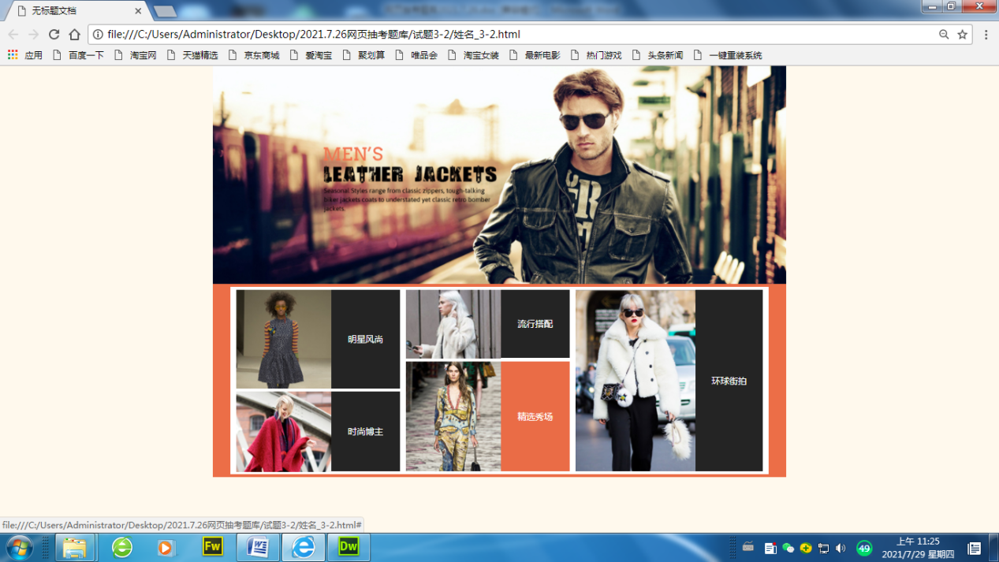 无标题文档
file:///C:/Users/Administrator/Desktop/2021.7.26网页抽考题库/试题3-2/姓名_3-2.html
应用 百度一下 淘宝网 天猫精选 京东商城 爱淘宝 聚划算 唯品会 淘宝女装 最新电影 热门游戏 头条新闻 一键重装系统
MEN'S
LEATHER JACKETS
Seasonal Styles range from classic zippers, tough-talking
biker jackets coats to understated yet classic retro bomber
jackets.
明星风尚
流行搭配
环球街拍
时尚博主
精选秀场
file:///C:/Users/Administrator/Desktop/2021.7.26网页抽考题库/试题3-2/姓名_3-2.html#
Fw
W
Dw
49
上午 11:25
2021/7/29 星期四